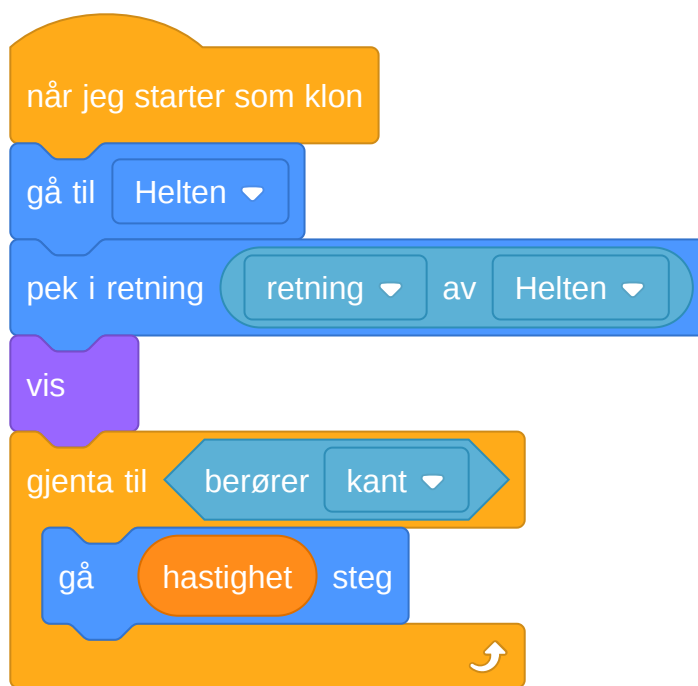 når jeg starter som klon
gå til Helten
pek i retning retning av Helten
vis
gjenta til berører kant
gå hastighet steg